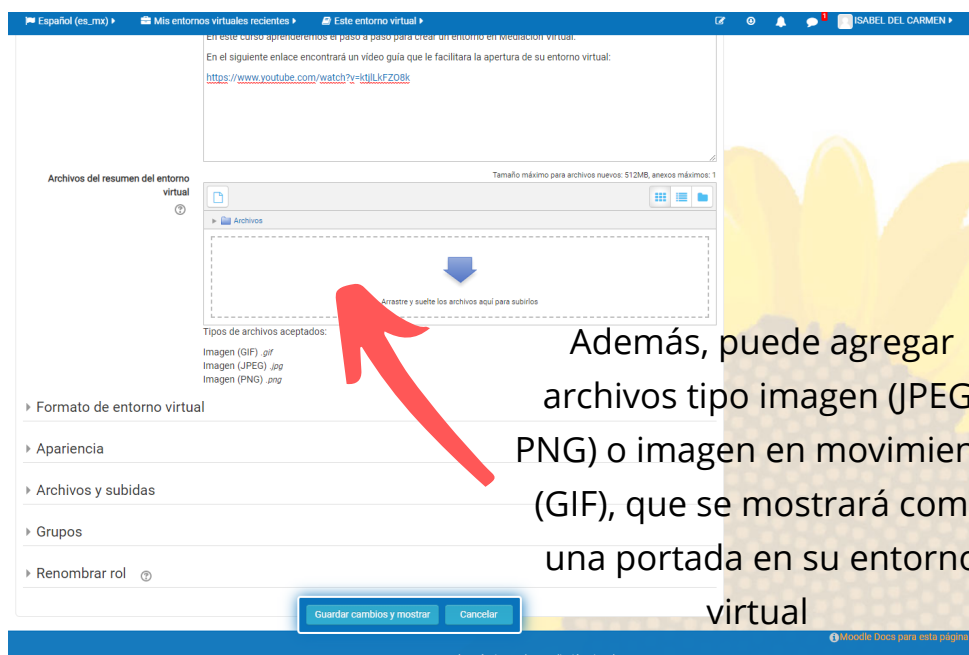 Español (es_mx) Mis entornos virtuales recientes Este entorno virtual 1 ISABEL DEL CARMEN
En este curso aprenderemos el paso a paso para crear un entorno en Mediación Virtual.
En el siguiente enlace encontrará un vídeo guía que le facilitara la apertura de su entorno virtual:
https://www.youtube.com/watch?v=ktjlLkFZO8k
Tamaño máximo para archivos nuevos: 512MB, anexos máximos: 1
Archivos del resumen del entorno
virtual
Archivos
Arrastre y suelte los archivos aquí para subirlos
Tipos de archivos aceptados:
Imagen (GIF) .gif
Imagen (JPEG) .jpg
Imagen (PNG) .png
Formato de entorno virtual
Apariencia
Archivos y subidas
Grupos
Renombrar rol
Guardar cambios y mostrar Cancelar
Además, puede agregar
archivos tipo imagen (JPEG
PNG) o imagen en movimien
(GIF), que se mostrará com
una portada en su entorno
virtual
Moodle Docs para esta página